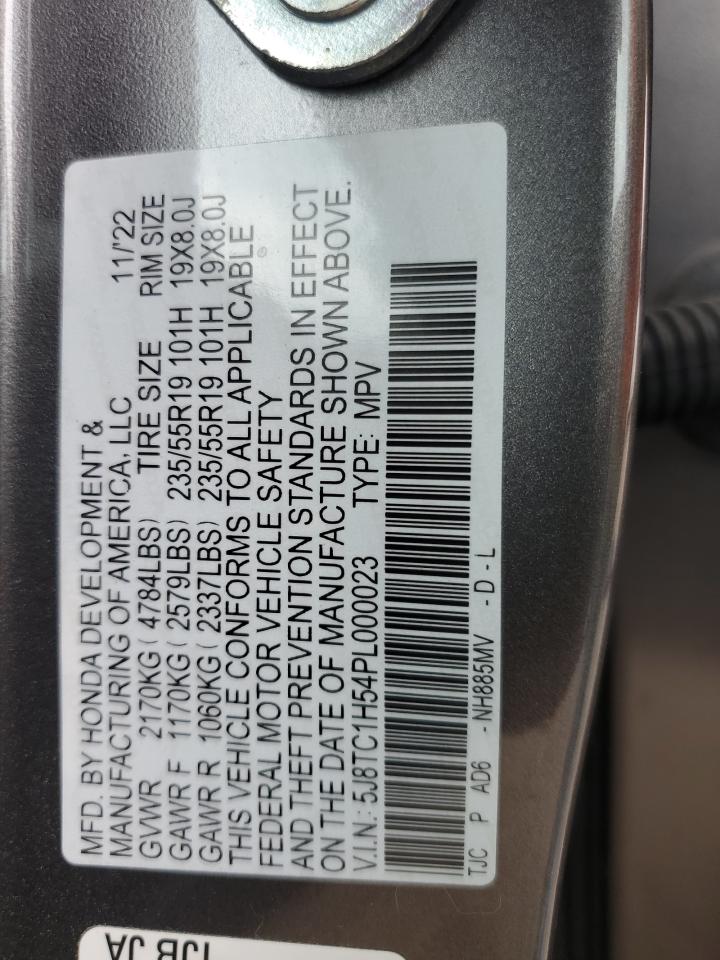 MFD. BY HONDA DEVELOPMENT &
MANUFACTURING OF AMERICA, LLC 11/'22
GVWR 2170KG ( 4784LBS) TIRE SIZE RIM SIZE
GAWR F 1170KG ( 2579LBS) 235/55R19 101H 19X8.0J
GAWR R 1060KG ( 2337LBS) 235/55R19 101H 19X8.0J
THIS VEHICLE CONFORMS TO ALL APPLICABLE
FEDERAL MOTOR VEHICLE SAFETY
AND THEFT PREVENTION STANDARDS IN EFFECT
ON THE DATE OF MANUFACTURE SHOWN ABOVE.
V.I.N.: 5J8TC1H54PL000023 TYPE: MPV
TJC P AD6 - NH885MV - D - L
TJB JA